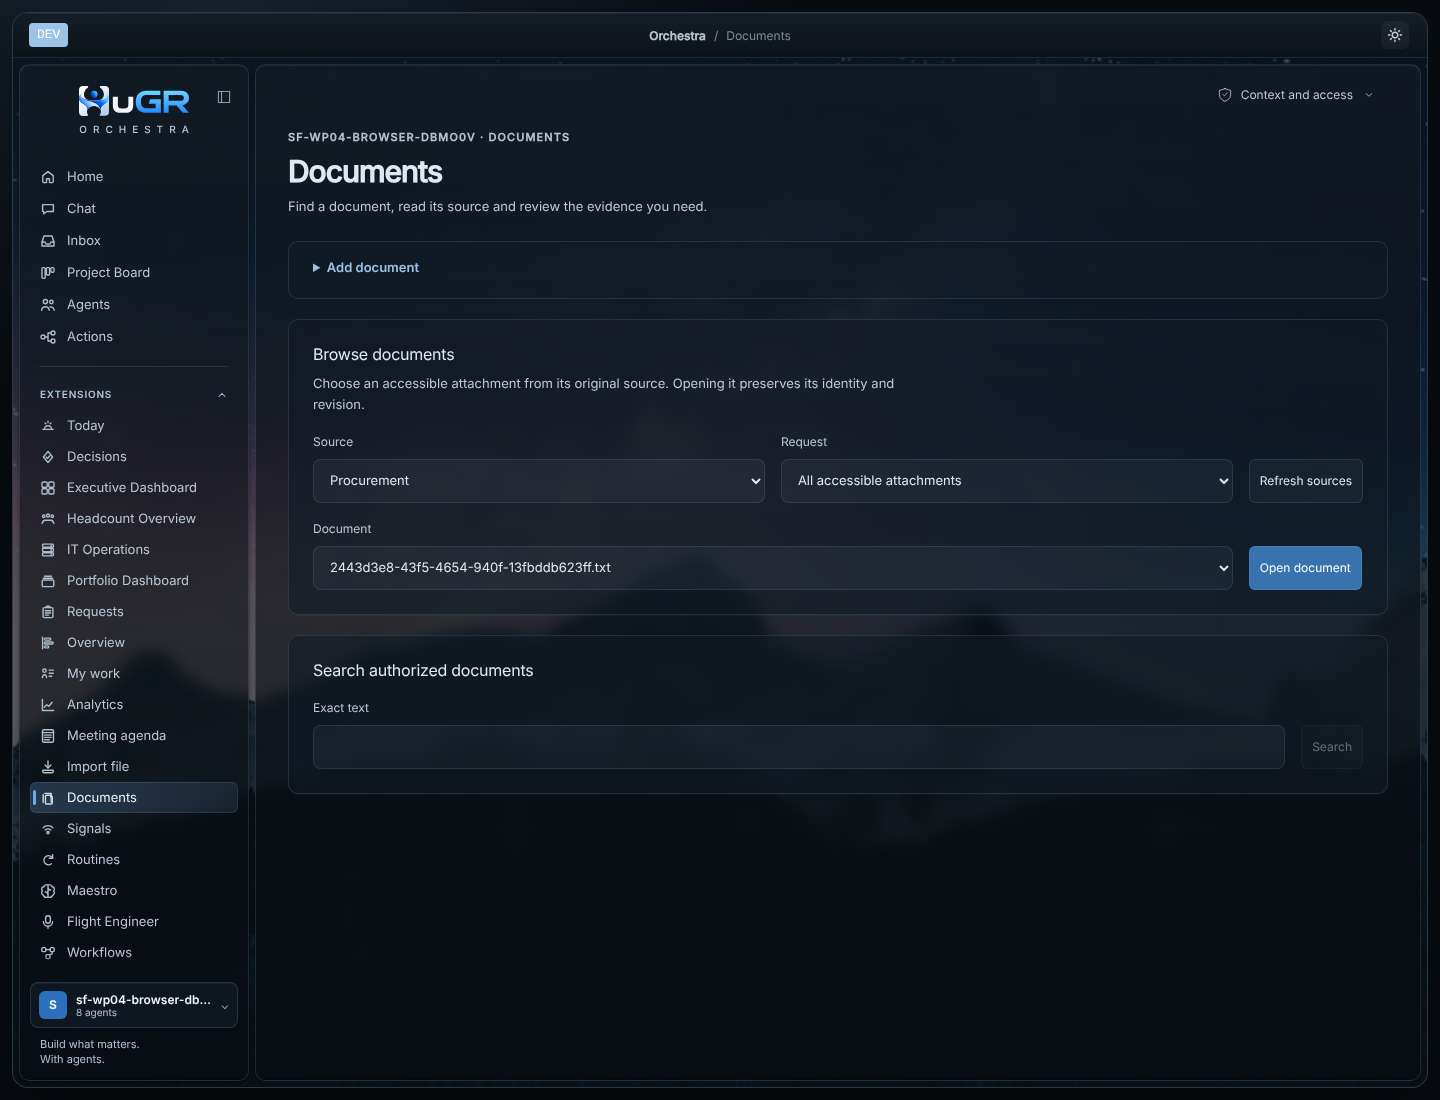 DEV
Orchestra / Documents
HuGR
ORCHESTRA
Home
Chat
Inbox
Project Board
Agents
Actions
EXTENSIONS
Today
Decisions
Executive Dashboard
Headcount Overview
IT Operations
Portfolio Dashboard
Requests
Overview
My work
Analytics
Meeting agenda
Import file
Documents
Signals
Routines
Maestro
Flight Engineer
Workflows
S
sf-wp04-browser-db...
8 agents
Build what matters.
With agents.
Context and access
SF-WP04-BROWSER-DBMO0V · DOCUMENTS
Documents
Find a document, read its source and review the evidence you need.
Add document
Browse documents
Choose an accessible attachment from its original source. Opening it preserves its identity and
revision.
Source
Request
Procurement
All accessible attachments
Refresh sources
Document
2443d3e8-43f5-4654-940f-13fbddb623ff.txt
Open document
Search authorized documents
Exact text
Search